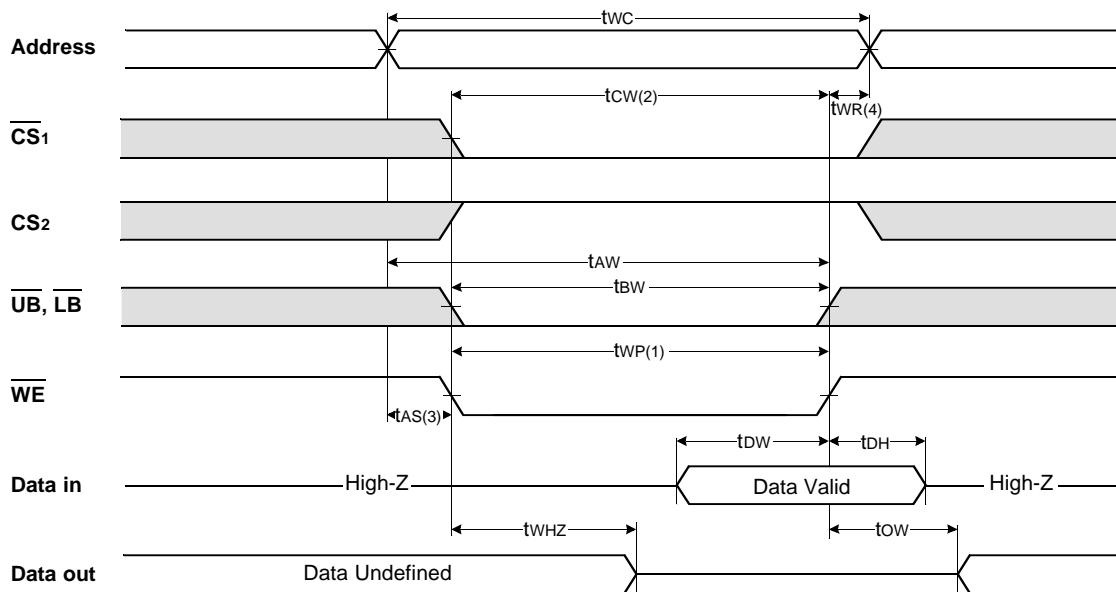 tWC
Address
tCW(2)
tWR(4)
CS1
CS2
tAW
UB, LB
tBW
tWP(1)
WE
tAS(3)
tDW
tDH
Data in
High-Z
Data Valid
High-Z
tWHZ
tOW
Data out
Data Undefined